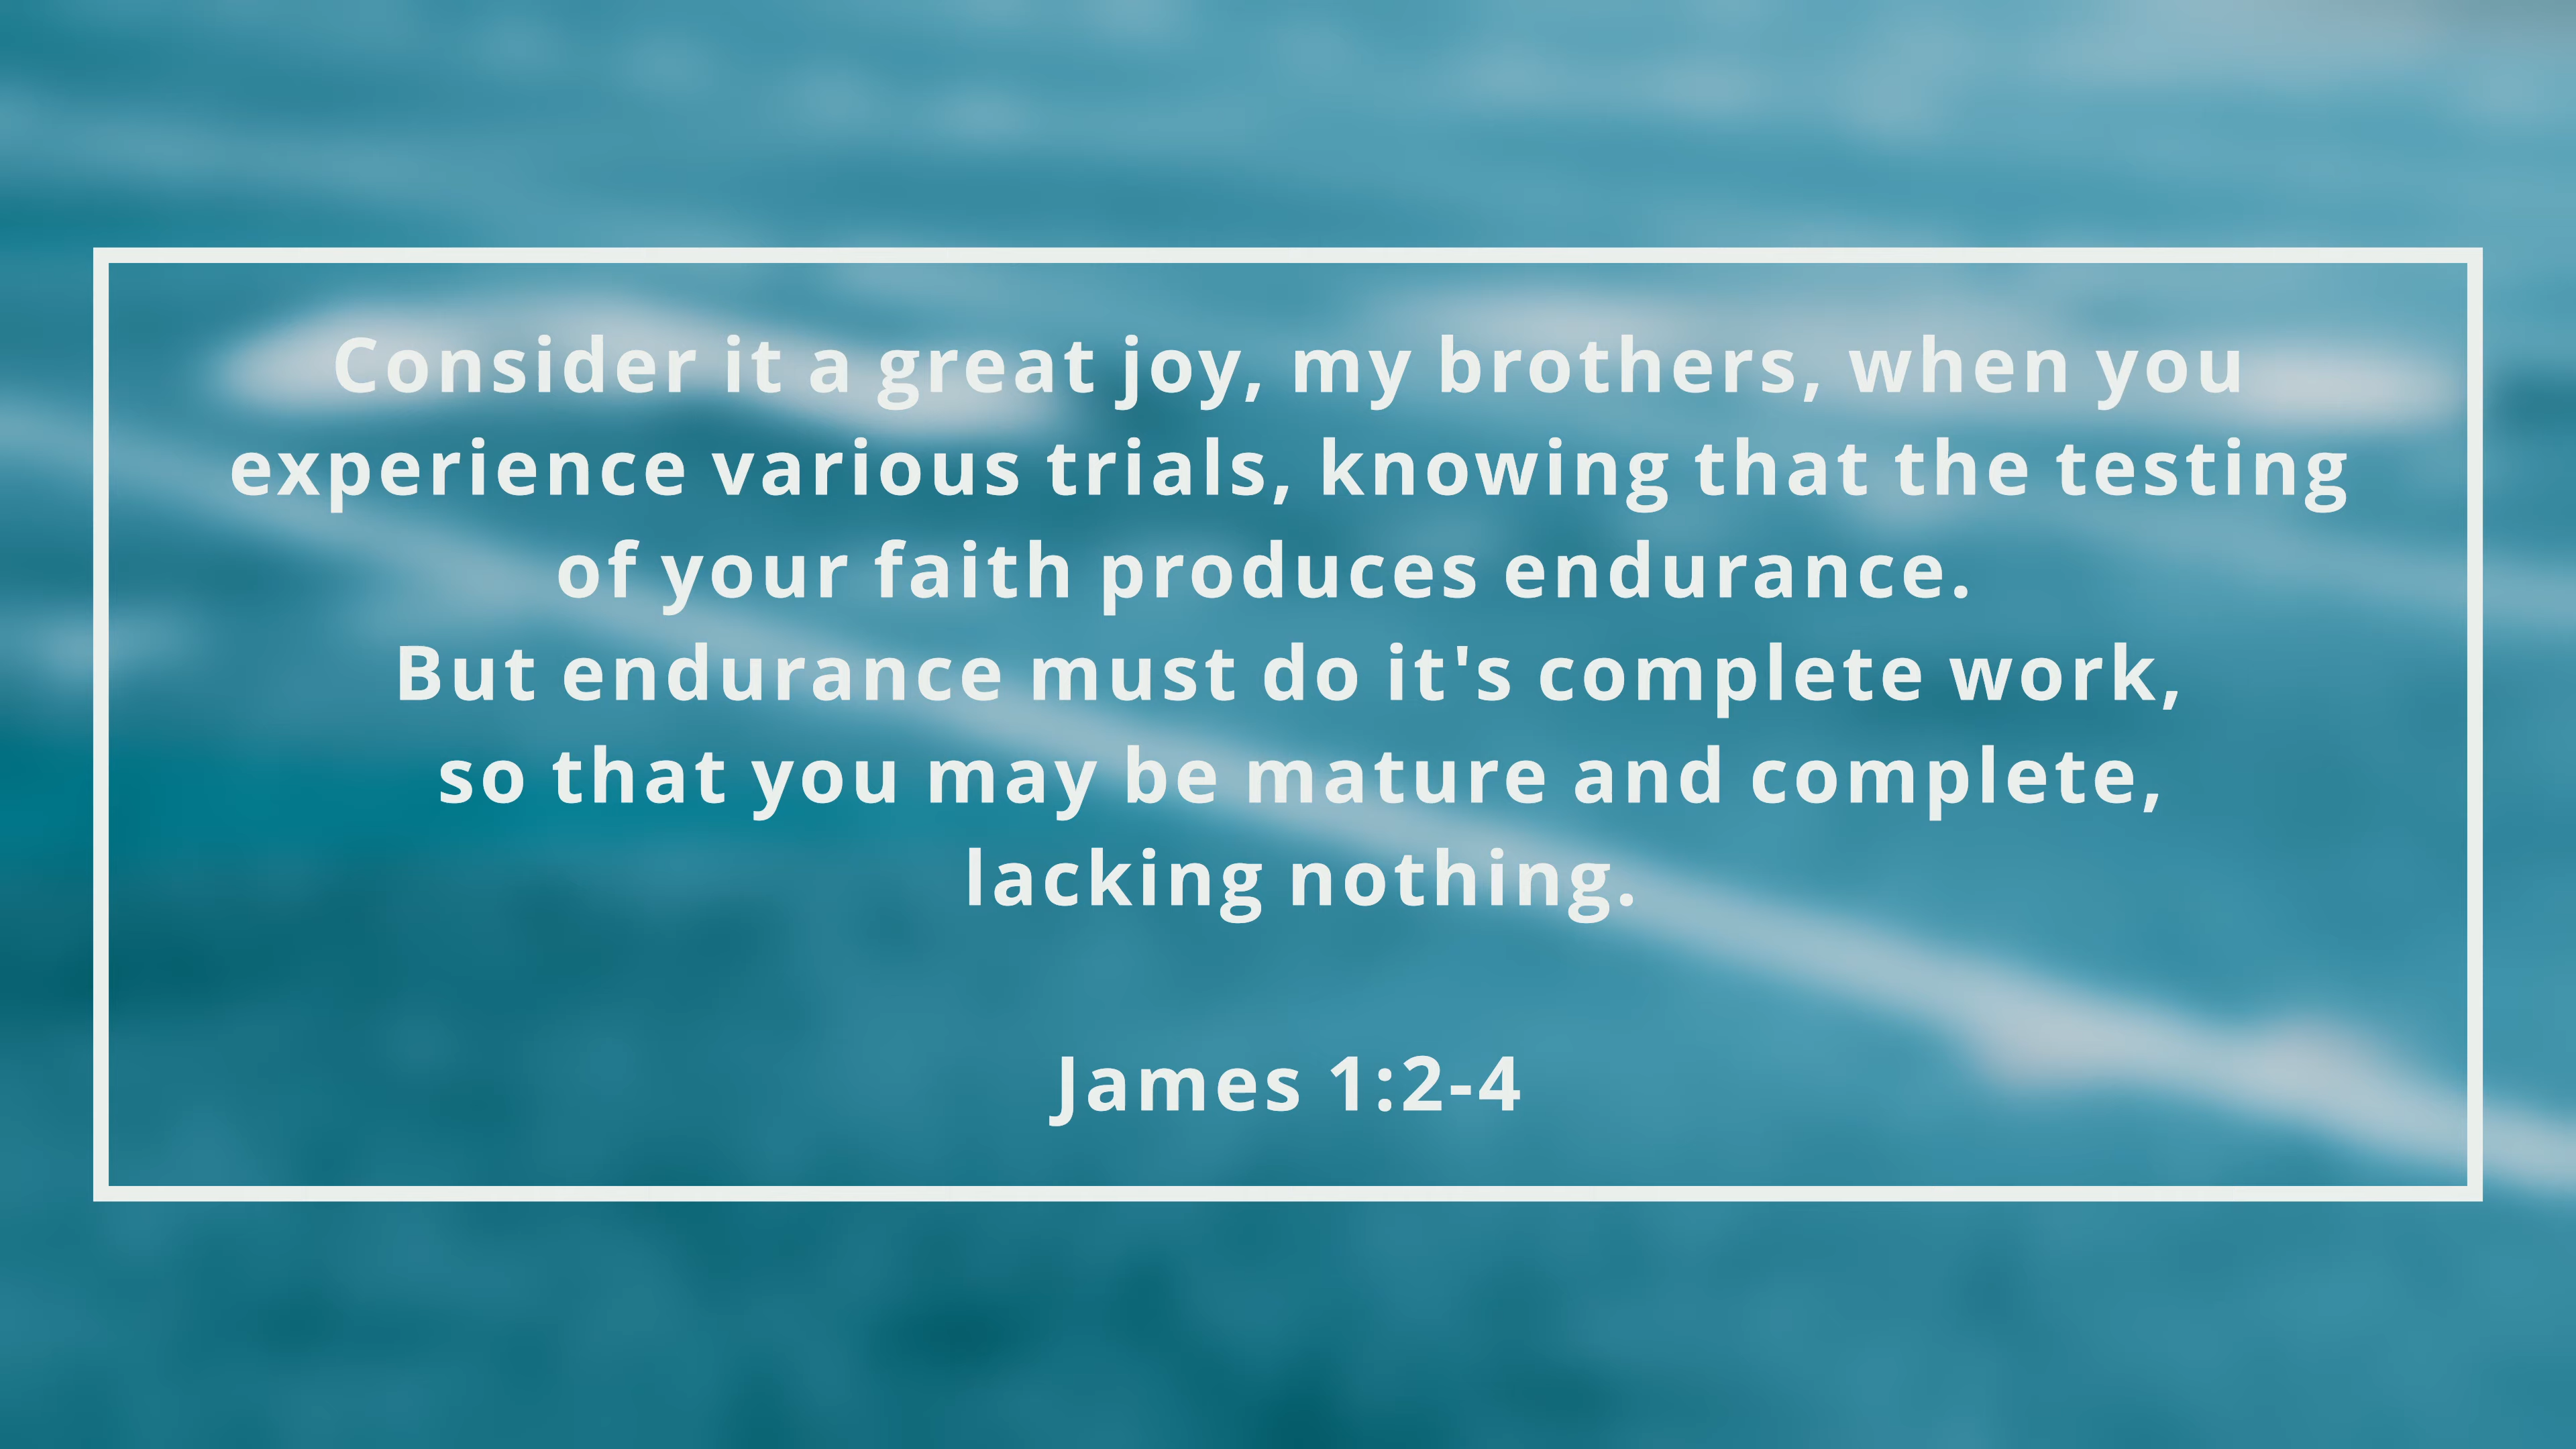 Consider it a great joy, my brothers, when you
experience various trials, knowing that the testing
of your faith produces endurance.
But endurance must do it's complete work,
so that you may be mature and complete,
lacking nothing.
James 1:2-4